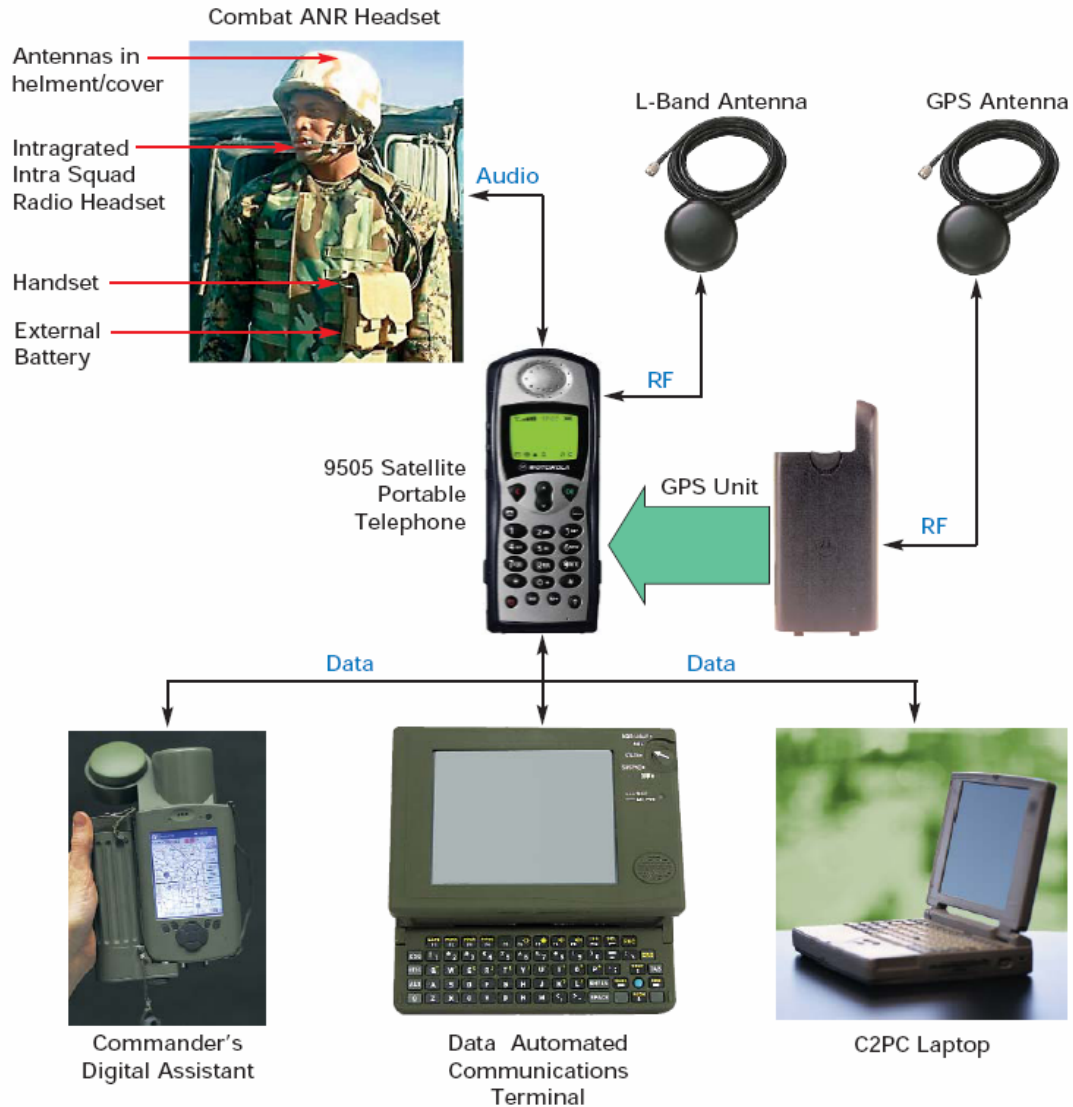 Combat ANR Headset
Antennas in
helment/cover
Intragrated
Intra Squad
Radio Headset
Handset
External
Battery
Audio
L-Band Antenna
GPS Antenna
RF
9505 Satellite
Portable
Telephone
MOTOROLA
GPS Unit
RF
Data
Data
Commander's
Digital Assistant
Data Automated
Communications
Terminal
C2PC Laptop